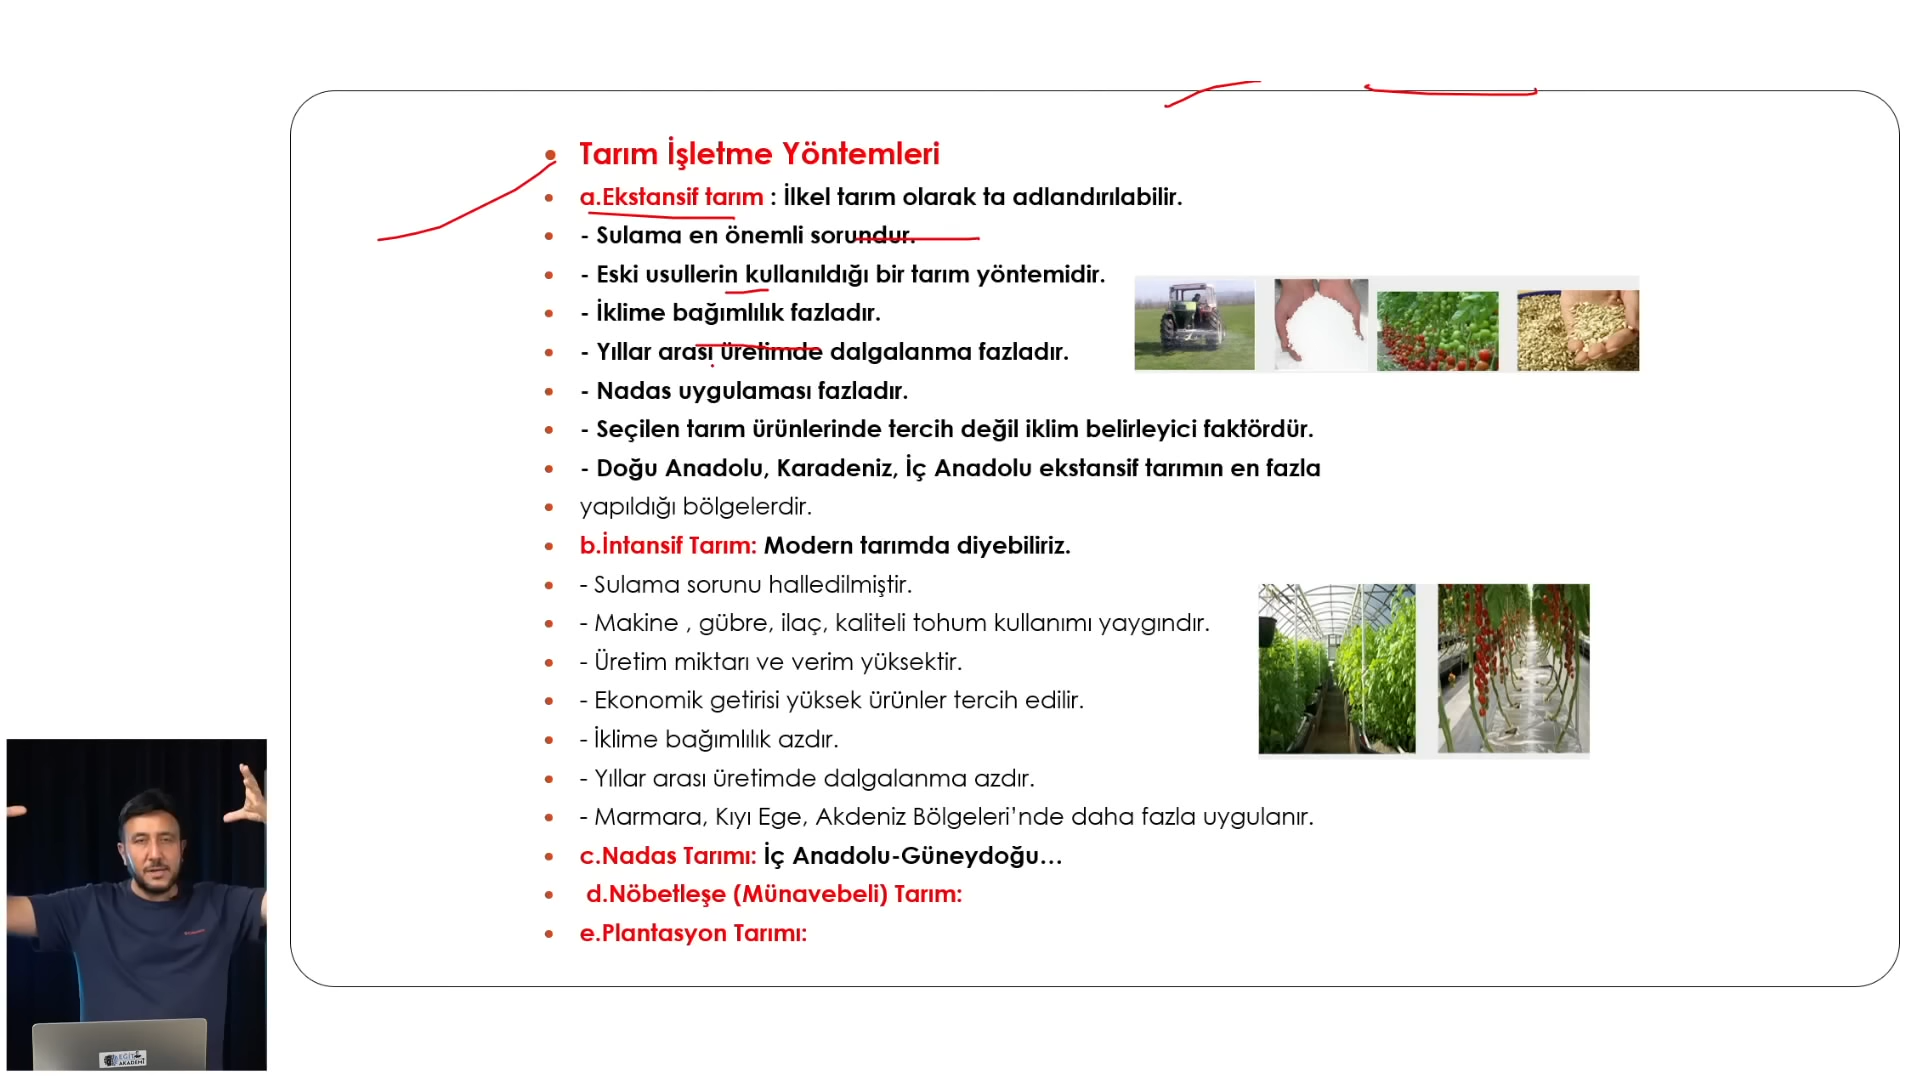 Tarım İşletme Yöntemleri
a.Ekstansif tarım : İlkel tarım olarak ta adlandırılabilir.
- Sulama en önemli sorundur.
- Eski usullerin kullanıldığı bir tarım yöntemidir.
- İklime bağımlılık fazladır.
- Yıllar arası üretimde dalgalanma fazladır.
- Nadas uygulaması fazladır.
- Seçilen tarım ürünlerinde tercih değil iklim belirleyici faktördür.
- Doğu Anadolu, Karadeniz, İç Anadolu ekstansif tarımın en fazla
yapıldığı bölgelerdir.
b.İntansif Tarım: Modern tarımda diyebiliriz.
- Sulama sorunu halledilmiştir.
- Makine , gübre, ilaç, kaliteli tohum kullanımı yaygındır.
- Üretim miktarı ve verim yüksektir.
- Ekonomik getirisi yüksek ürünler tercih edilir.
- İklime bağımlılık azdır.
- Yıllar arası üretimde dalgalanma azdır.
- Marmara, Kıyı Ege, Akdeniz Bölgeleri’nde daha fazla uygulanır.
c.Nadas Tarımı: İç Anadolu-Güneydoğu…
d.Nöbetleşe (Münavebeli) Tarım:
e.Plantasyon Tarımı:
AKADEMİ